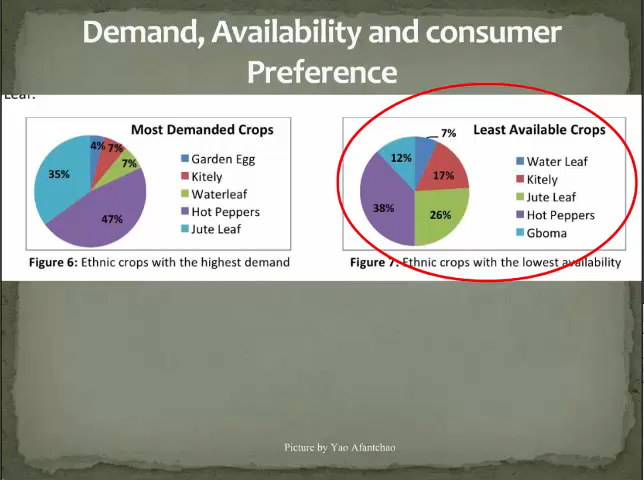 Demand, Availability and consumer
Preference
Leaf.
Most Demanded Crops
4%
7%
7%
35%
47%
Garden Egg
Kitely
Waterleaf
Hot Peppers
Jute Leaf
Figure 6: Ethnic crops with the highest demand
Least Available Crops
7%
12%
17%
38%
26%
Water Leaf
Kitely
Jute Leaf
Hot Peppers
Gboma
Figure 7: Ethnic crops with the lowest availability
Picture by Yao Afantchao